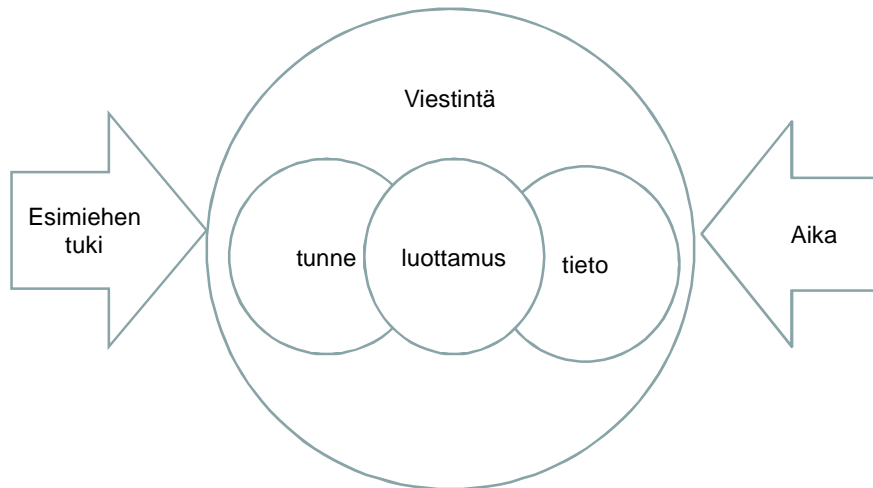 Viestintä
Esimiehen
tuki
tunne
luottamus
tieto
Aika